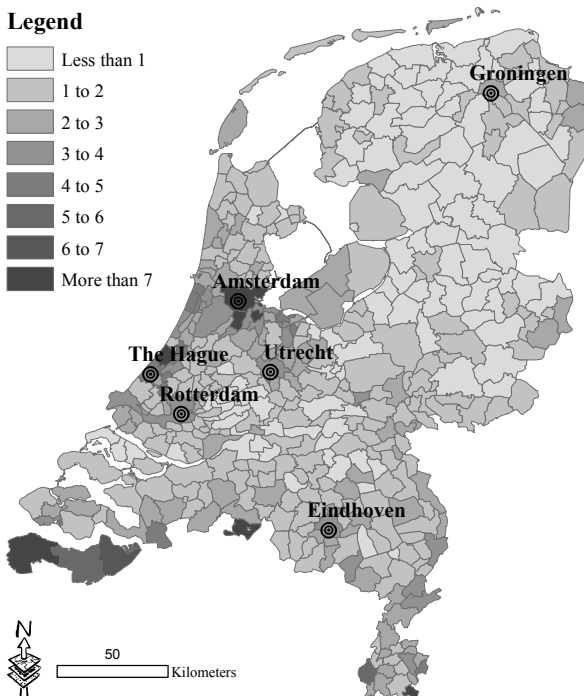 Legend
Less than 1
1 to 2
2 to 3
3 to 4
4 to 5
5 to 6
6 to 7
More than 7
Groningen
Amsterdam
The Hague
Utrecht
Rotterdam
Eindhoven
N
50
Kilometers